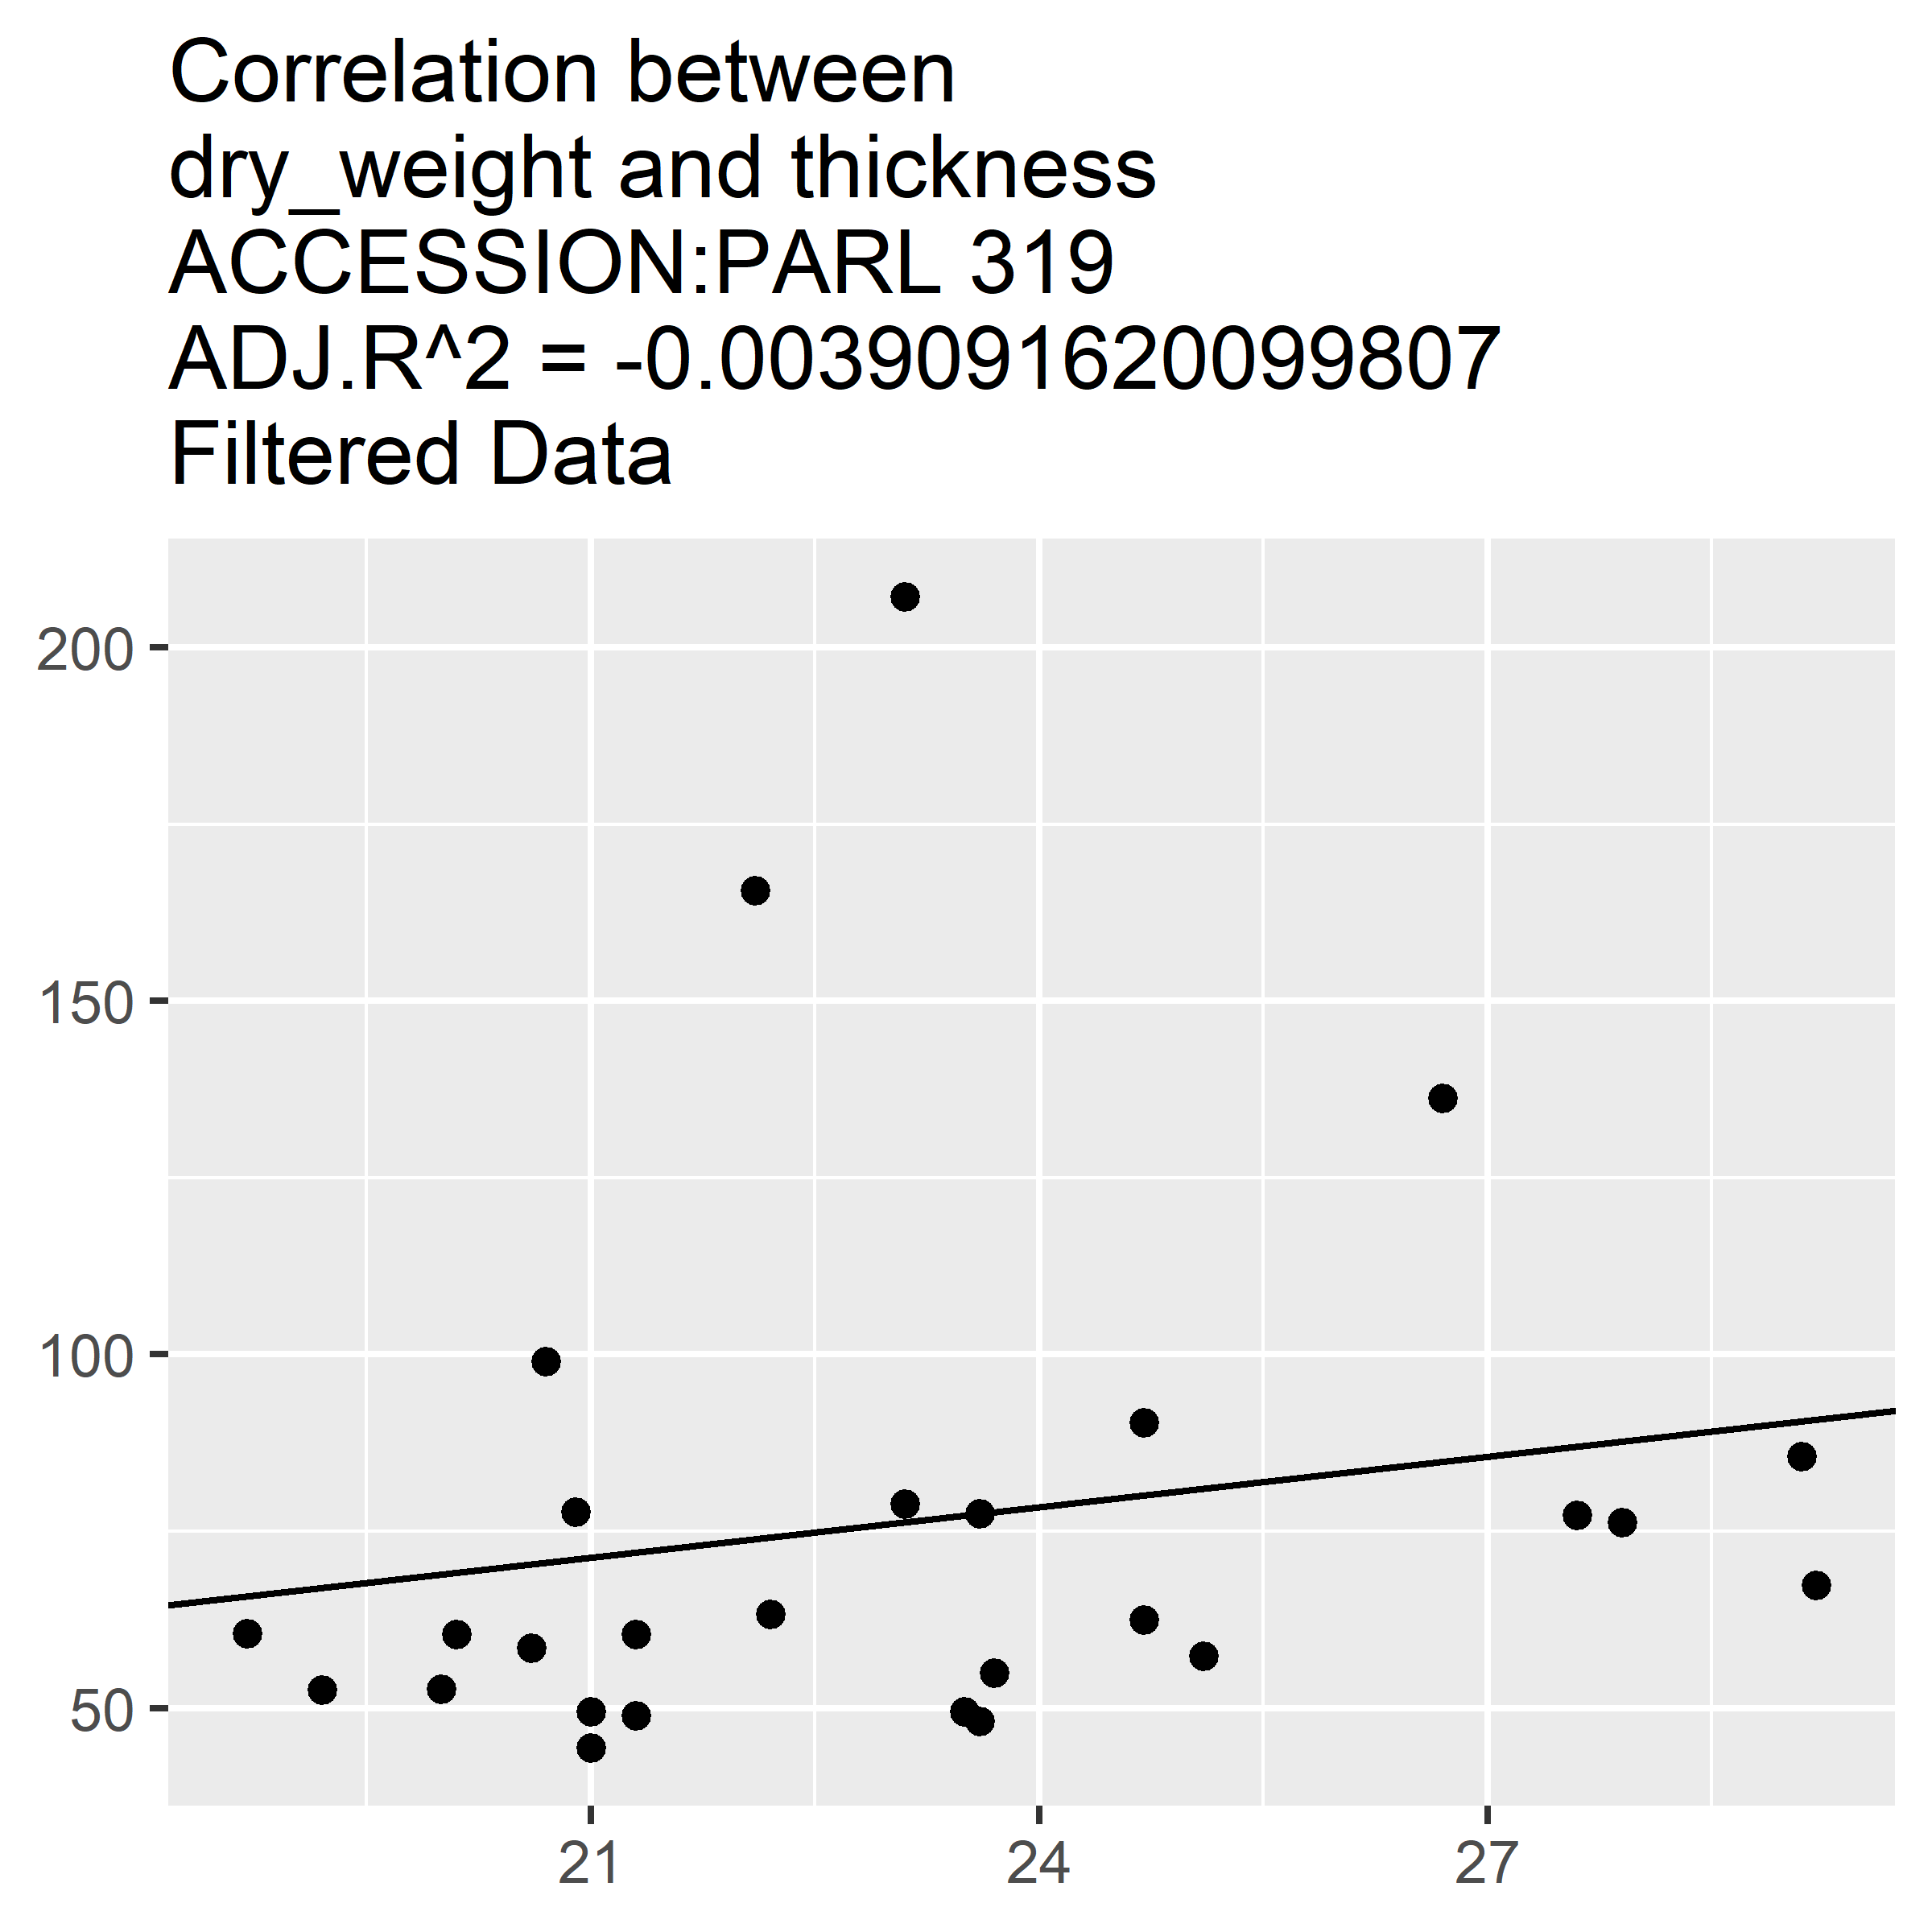 Correlation between
dry_weight and thickness
ACCESSION:PARL 319
ADJ.R^2 = -0.0039091620099807
Filtered Data
200
150
100
50
21
24
27